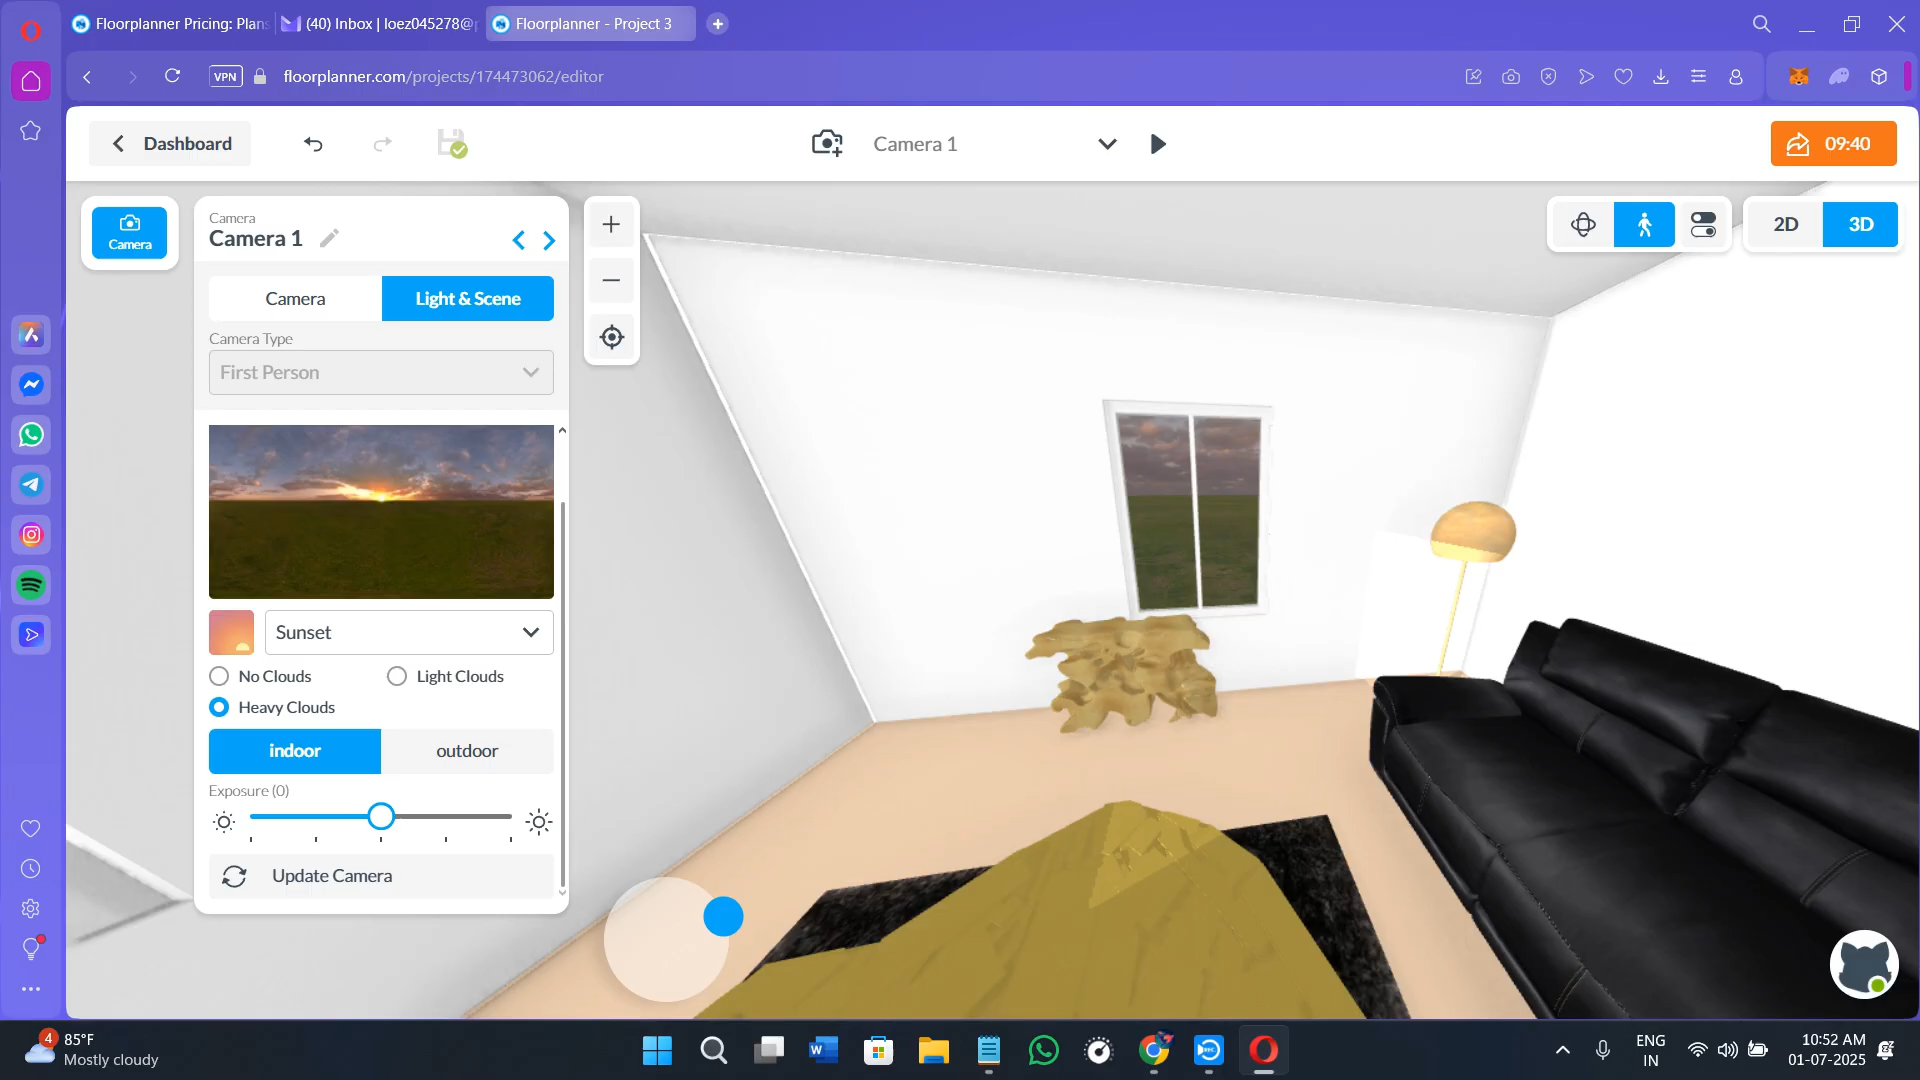 Floorplanner Pricing: Plans
(40) Inbox | loez045278@p
Floorplanner - Project 3
VPN
floorplanner.com/projects/174473062/editor
Dashboard
Camera 1
09:40
Camera
Camera
Camera 1
2D
3D
Camera
Light & Scene
Camera Type
First Person
Sunset
No Clouds
Light Clouds
Heavy Clouds
indoor
outdoor
Exposure (0)
Update Camera
4
85°F
Mostly cloudy
W
REC
ENG
IN
10:52 AM
01-07-2025